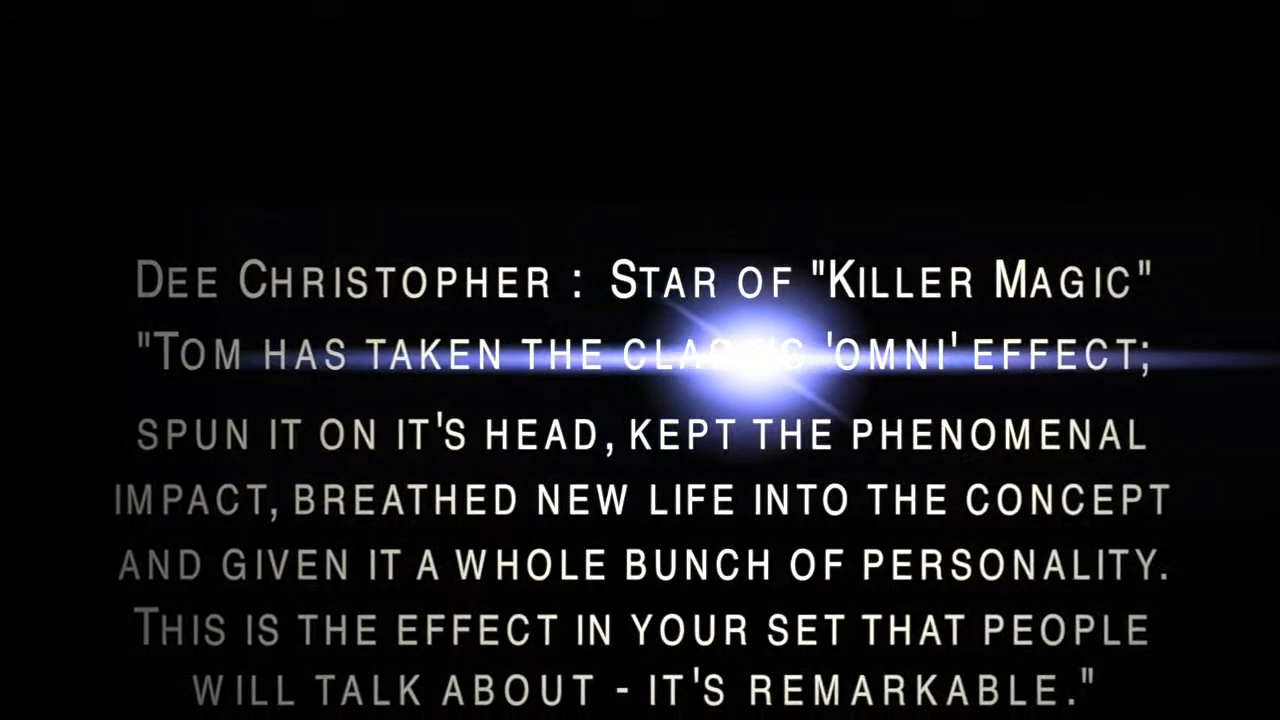 Dee Christopher : Star of "Killer Magic"
"Tom has taken the classic 'omni' effect;
spun it on it's head, kept the phenomenal
impact, breathed new life into the concept
and given it a whole bunch of personality.
This is the effect in your set that people
will talk about - it's remarkable."